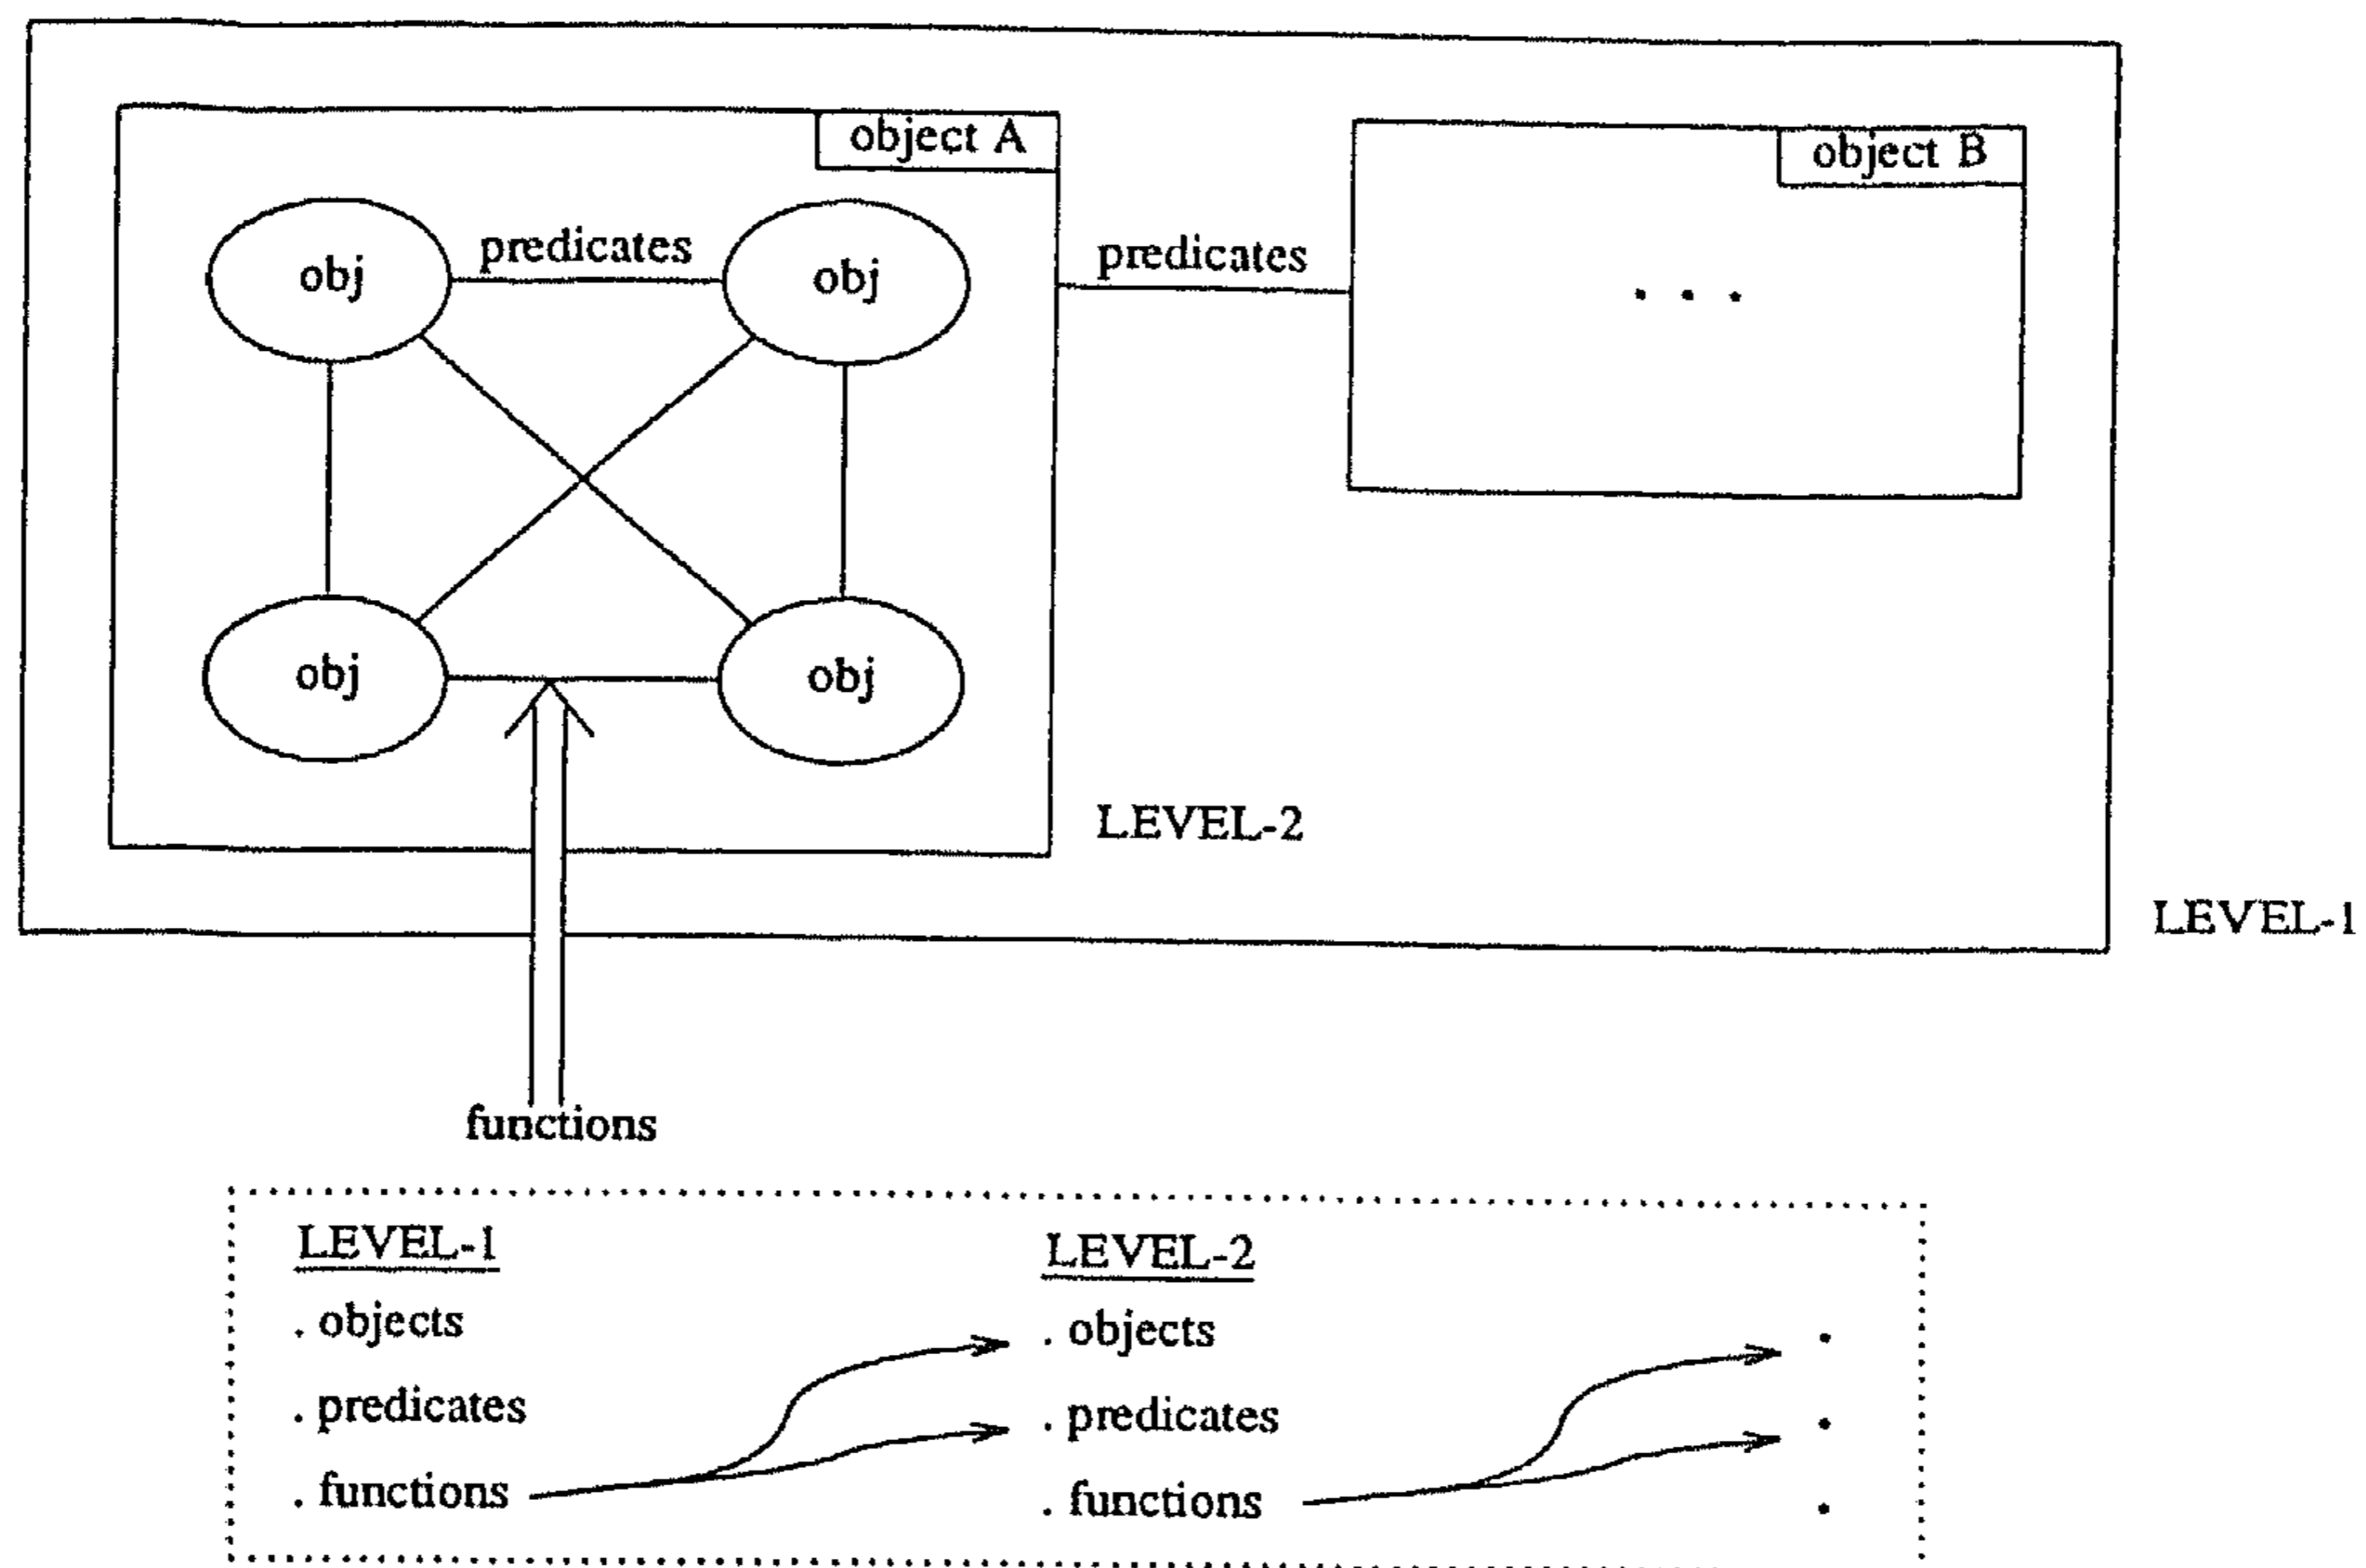 object A
object B
obj
predicates
obj
predicates
. . .
obj
obj
LEVEL-2
LEVEL-1
functions
LEVEL-1
LEVEL-2
. objects
. objects
. predicates
. predicates
. functions
. functions